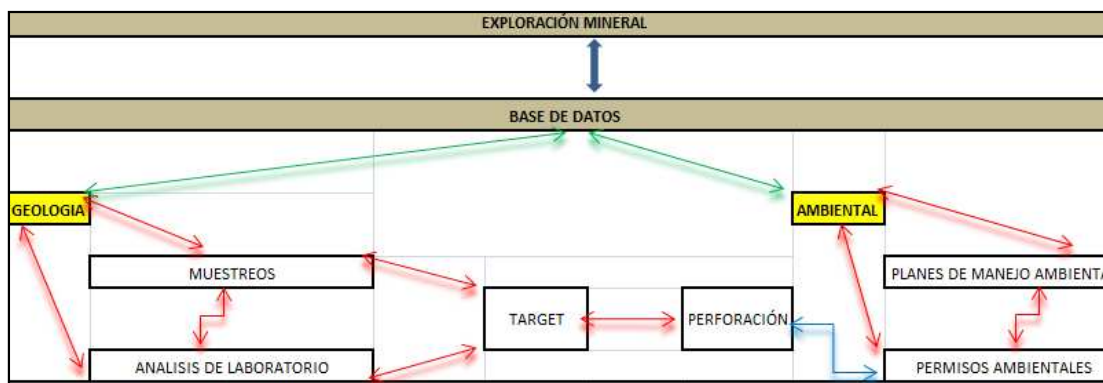 EXPLORACIÓN MINERAL
BASE DE DATOS
GEOLOGIA
AMBIENTAL
MUESTREOS
PLANES DE MANEJO AMBIENTA
TARGET
PERFORACIÓN
ANALISIS DE LABORATORIO
PERMISOS AMBIENTALES